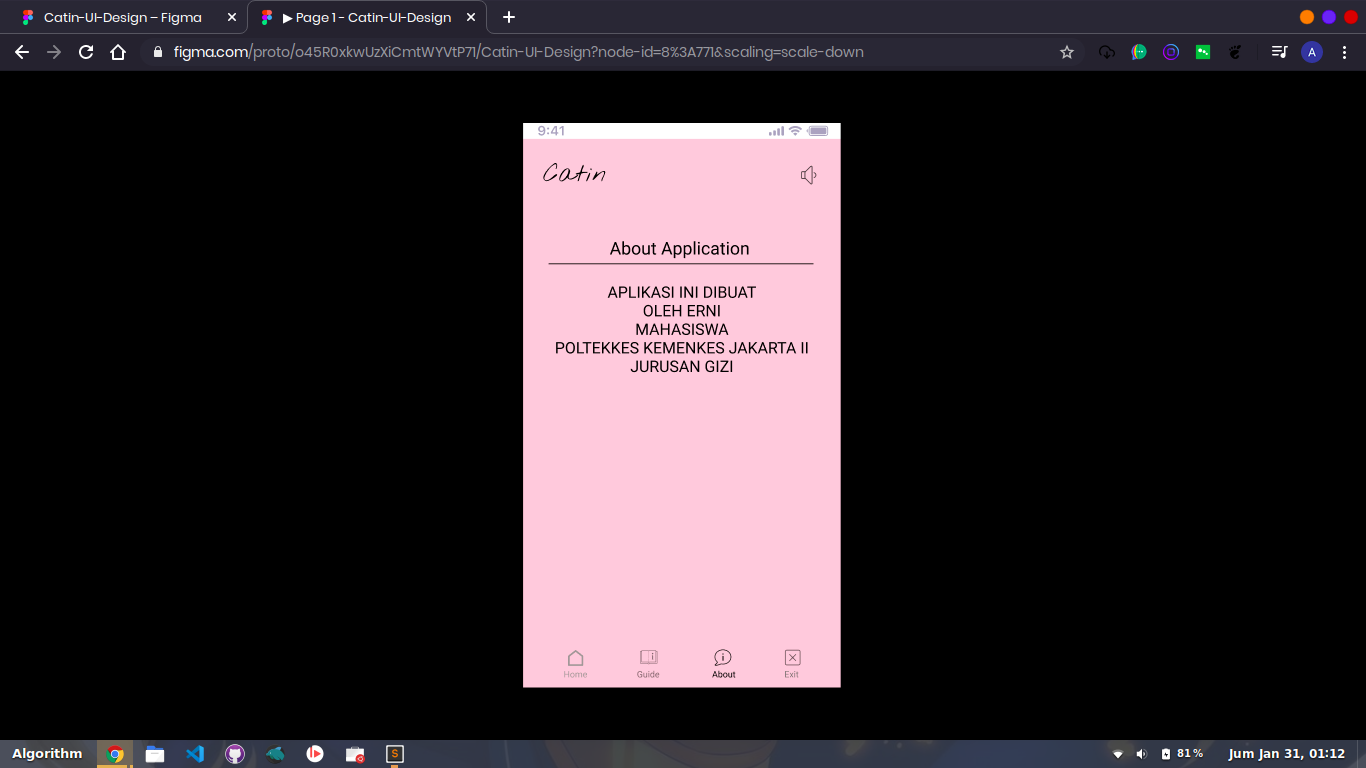 Catin-UI-Design – Figma
▶ Page 1 - Catin-UI-Design
figma.com/proto/o45R0xkwUzXiCmtWYVtP71/Catin-UI-Design?node-id=8%3A771&scaling=scale-down
A
9:41
Catin
About Application
APLIKASI INI DIBUAT
OLEH ERNI
MAHASISWA
POLTEKKES KEMENKES JAKARTA II
JURUSAN GIZI
Home Guide About Exit
Algorithm
S
81%
Jum Jan 31, 01:12